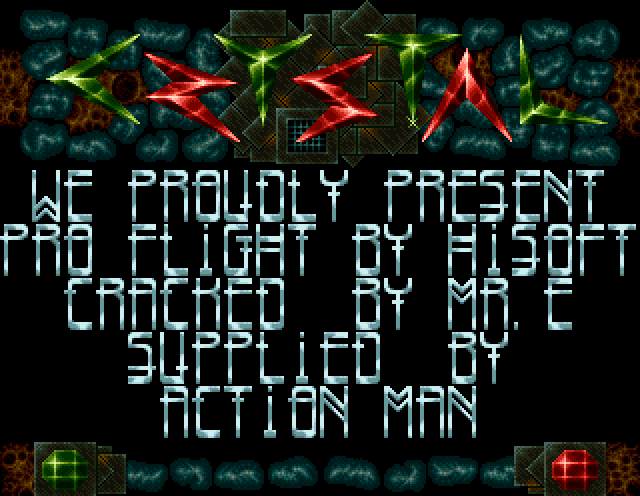 CRYSTAL
WE PROUDLY PRESENT
PRO FLiGHT BY HiSOFT
CRACKED BY MR. E
SUPPLiED BY
ACTiON MAN